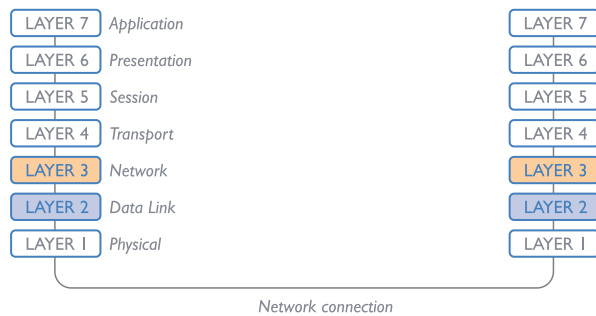 LAYER 7 Application LAYER 7
LAYER 6 Presentation LAYER 6
LAYER 5 Session LAYER 5
LAYER 4 Transport LAYER 4
LAYER 3 Network LAYER 3
LAYER 2 Data Link LAYER 2
LAYER 1 Physical LAYER 1
Network connection